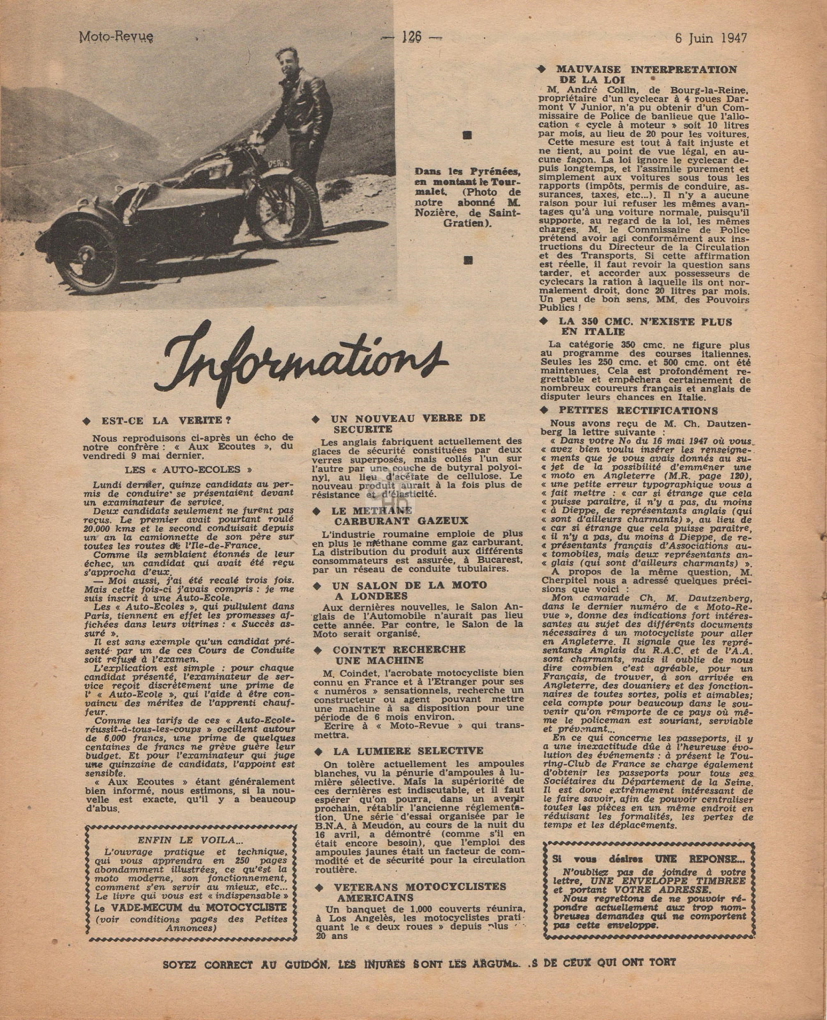 Moto-Revue
— 126 —
6 Juin 1947
Dans les Pyrénées,
en montant le Tour-
malet. (Photo de
notre abonné M.
Nozière, de Saint-
Gratien).
Informations
◆ EST-CE LA VERITE ?
Nous reproduisons ci-après un écho de
notre confrère : « Aux Ecoutes », du
vendredi 9 mai dernier.
LES « AUTO-ECOLES »
Lundi dernier, quinze candidats au per-
mis de conduire se présentaient devant
un examinateur de service.
Deux candidats seulement ne furent pas
reçus. Le premier avait pourtant roulé
20.000 kms et le second conduisait depuis
un an la camionnette de son père sur
toutes les routes de l'Ile-de-France.
Comme ils semblaient étonnés de leur
échec, un candidat qui avait été reçu
s'approcha d'eux.
— Moi aussi, j'ai été recalé trois fois.
Mais cette fois-ci j'avais compris : je me
suis inscrit à une Auto-Ecole.
Les « Auto-Ecoles », qui pullulent dans
Paris, tiennent en effet les promesses af-
fichées dans leurs vitrines : « Succès as-
suré ».
Il est sans exemple qu'un candidat pré-
senté par un de ces Cours de Conduite
soit refusé à l'examen.
L'explication est simple : pour chaque
candidat présenté, l'examinateur de ser-
vice reçoit discrètement une prime de
l' « Auto-Ecole », qui l'aide à être con-
vaincu des mérites de l'apprenti chauf-
feur.
Comme les tarifs de ces « Auto-Ecole-
réussit-à-tous-les-coups » oscillent autour
de 6.000 francs, une prime de quelques
centaines de francs ne grève guère leur
budget. Et pour l'examinateur qui juge
une quinzaine de candidats, l'appoint est
sensible.
« Aux Ecoutes » étant généralement
bien informé, nous estimons, si la nou-
velle est exacte, qu'il y a beaucoup
d'abus.
ENFIN LE VOILA...
L'ouvrage pratique et technique,
qui vous apprendra en 250 pages
abondamment illustrées, ce qu'est la
moto moderne, son fonctionnement,
comment s'en servir au mieux, etc...
Le livre qui vous est « indispensable »
Le VADE-MECUM du MOTOCYCLISTE
(voir conditions pages des Petites
Annonces)
◆ UN NOUVEAU VERRE DE
SECURITE
Les anglais fabriquent actuellement des
glaces de sécurité constituées par deux
verres superposés, mais collés l'un sur
l'autre par une couche de butyral polyoi-
nyl, au lieu d'acétate de cellulose. Le
nouveau produit aurait à la fois plus de
résistance et d'élasticité.
◆ LE METHANE
CARBURANT GAZEUX
L'industrie roumaine emploie de plus
en plus le méthane comme gaz carburant.
La distribution du produit aux différents
consommateurs est assurée, à Bucarest,
par un réseau de conduite tubulaires.
◆ UN SALON DE LA MOTO
A LONDRES
Aux dernières nouvelles, le Salon An-
glais de l'Automobile n'aurait pas lieu
cette année. Par contre, le Salon de la
Moto serait organisé.
◆ COINTET RECHERCHE
UNE MACHINE
M. Coindet, l'acrobate motocycliste bien
connu en France et à l'Etranger pour ses
« numéros » sensationnels, recherche un
constructeur ou agent pouvant mettre
une machine à sa disposition pour une
période de 6 mois environ.
Ecrire à « Moto-Revue » qui trans-
mettra.
◆ LA LUMIERE SELECTIVE
On tolère actuellement les ampoules
blanches, vu la pénurie d'ampoules à lu-
mière sélective. Mais la supériorité de
ces dernières est indiscutable, et il faut
espérer qu'on pourra, dans un avenir
prochain, rétablir l'ancienne réglementa-
tion. Une série d'essai organisée par le
B.N.A. à Meudon, au cours de la nuit du
16 avril, a démontré (comme s'il en
était encore besoin), que l'emploi des
ampoules jaunes était un facteur de com-
modité et de sécurité pour la circulation
routière.
◆ VETERANS MOTOCYCLISTES
AMERICAINS
Un banquet de 1.000 couverts réunira,
à Los Angelès, les motocyclistes prati-
quant le « deux roues » depuis plus
20 ans
◆ MAUVAISE INTERPRETATION
DE LA LOI
M. André Collin, de Bourg-la-Reine,
propriétaire d'un cyclecar à 4 roues Dar-
mont V Junior, n'a pu obtenir d'un Com-
missaire de Police de banlieue que l'allo-
cation « cycle à moteur » soit 10 litres
par mois, au lieu de 20 pour les voitures.
Cette mesure est tout à fait injuste et
ne tient, au point de vue légal, en au-
cune façon. La loi ignore le cyclecar de-
puis longtemps, et l'assimile purement et
simplement aux voitures sous tous les
rapports (impôts, permis de conduire, as-
surances, taxes, etc...). Il n'y a aucune
raison pour lui refuser les mêmes avan-
tages qu'à une voiture normale, puisqu'il
supporte, au regard de la loi, les mêmes
charges. M. le Commissaire de Police
prétend avoir agi conformément aux ins-
tructions du Directeur de la Circulation
et des Transports. Si cette affirmation
est réelle, il faut revoir la question sans
tarder, et accorder aux possesseurs de
cyclecars la ration à laquelle ils ont nor-
malement droit, donc 20 litres par mois.
Un peu de bon sens, MM. des Pouvoirs
Publics !
◆ LA 350 CMC. N'EXISTE PLUS
EN ITALIE
La catégorie 350 cmc. ne figure plus
au programme des courses italiennes.
Seules les 250 cmc. et 500 cmc. ont été
maintenues. Cela est profondément re-
grettable et empêchera certainement de
nombreux coureurs français et anglais de
disputer leurs chances en Italie.
◆ PETITES RECTIFICATIONS
Nous avons reçu de M. Ch. Dautzen-
berg la lettre suivante :
« Dans votre No du 16 mai 1947 où vous
« avez bien voulu insérer les renseigne-
« ments que je vous avais donnés au su-
« jet de la possibilité d'emmener une
« moto en Angleterre (M.R. page 120),
« une petite erreur typographique vous a
« fait mettre : « car si étrange que cela
« puisse paraître, il n'y a pas, du moins
« à Dieppe, de représentants anglais (qui
« sont d'ailleurs charmants) », au lieu de
« car si étrange que cela puisse paraître,
« il n'y a pas, du moins à Dieppe, de re-
« présentants français d'Associations au-
« tomobiles, mais deux représentants an-
« glais (qui sont d'ailleurs charmants) ».
A propos de la même question, M.
Cherpitel nous a adressé quelques préci-
sions que voici :
Mon camarade Ch. M. Dautzenberg,
dans le dernier numéro de « Moto-Re-
vue », donne des indications fort intéres-
santes au sujet des différents documents
nécessaires à un motocycliste pour aller
en Angleterre. Il signale que les repré-
sentants Anglais du R.A.C. et de l'A.A.
sont charmants, mais il oublie de nous
dire combien c'est agréable, pour un
Français, de trouver, à son arrivée en
Angleterre, des douaniers et des fonction-
naires de toutes sortes, polis et aimables;
cela compte pour beaucoup dans le sou-
venir qu'on remporte de ce pays où mê-
me le policeman est souriant, serviable
et prévenant...
En ce qui concerne les passeports, il y
a une inexactitude dûe à l'heureuse évo-
lution des événements : à présent le Tou-
ring-Club de France se charge également
d'obtenir les passeports pour tous ses
Sociétaires du Département de la Seine.
Il est donc extrêmement intéressant de
le faire savoir, afin de pouvoir centraliser
toutes les pièces en un même endroit en
réduisant les formalités, les pertes de
temps et les déplacements.
Si vous désirez UNE REPONSE...
N'oubliez pas de joindre à votre
lettre, UNE ENVELOPPE TIMBREE
et portant VOTRE ADRESSE.
Nous regrettons de ne pouvoir ré-
pondre actuellement aux trop nom-
breuses demandes qui ne comportent
pas cette enveloppe.
SOYEZ CORRECT AU GUIDON, LES INJURES SONT LES DE CEUX QUI ONT TORT